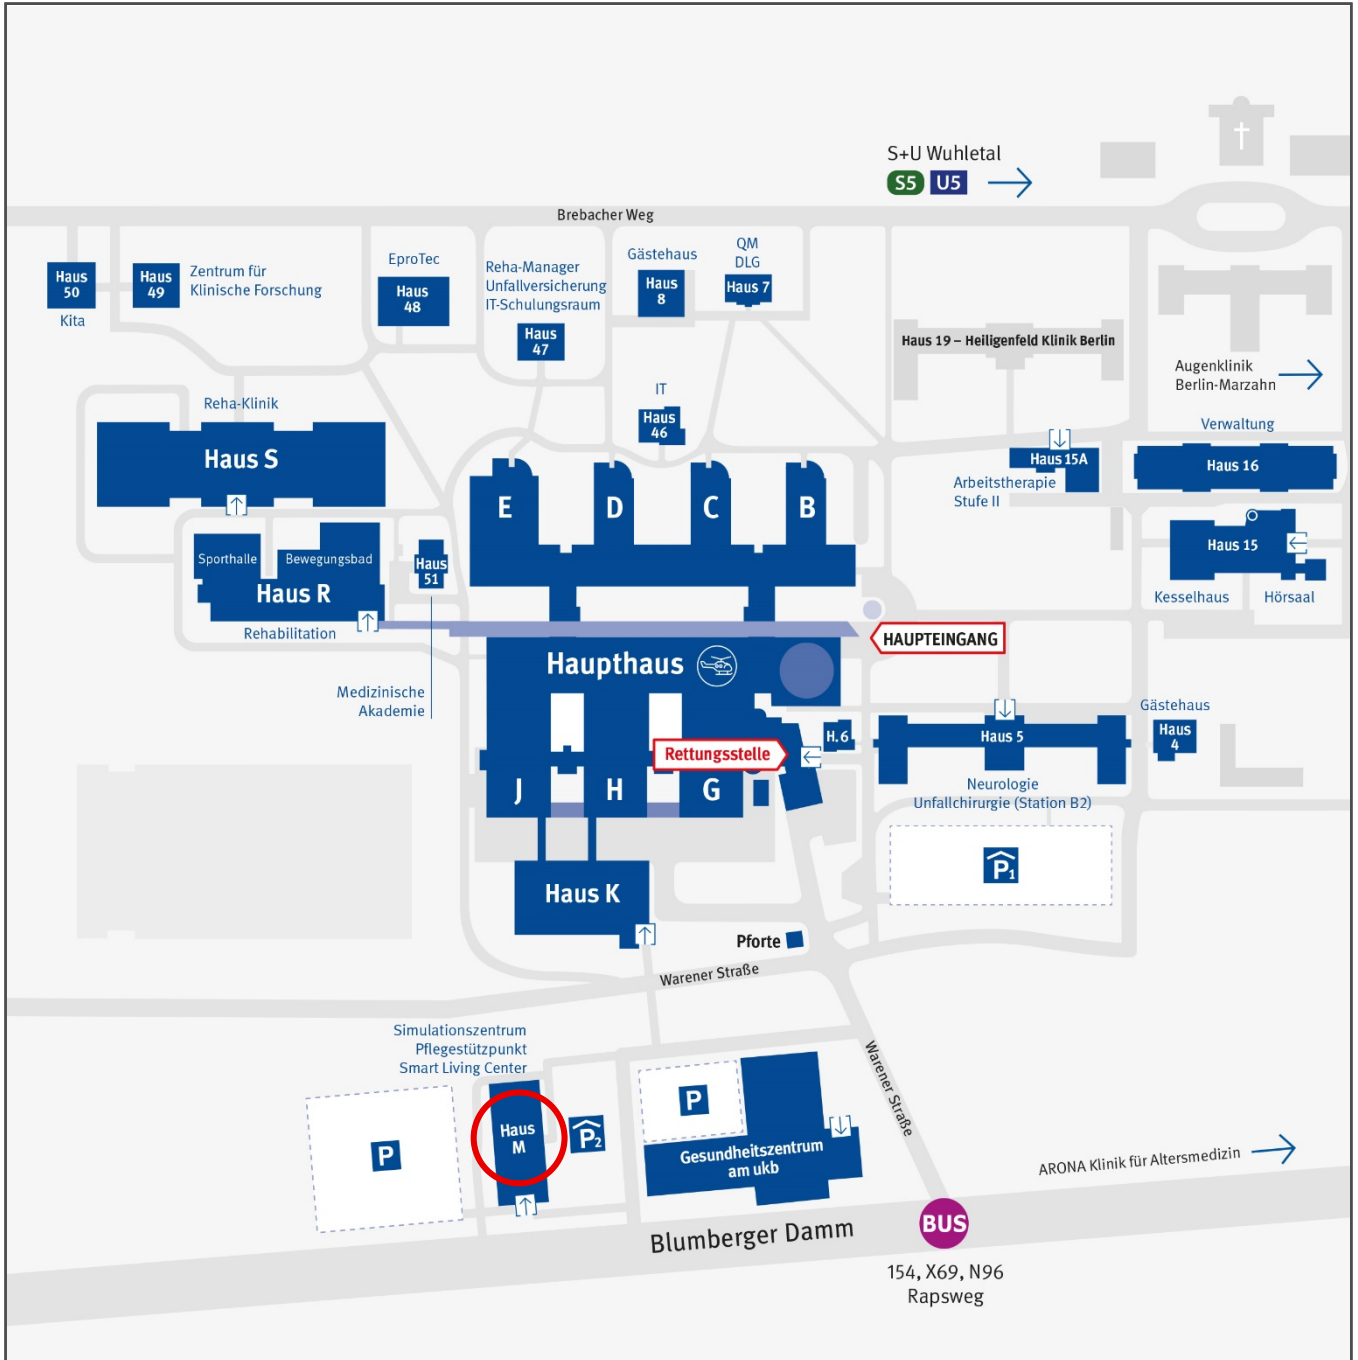 S+U Wuhletal
S5 U5
Brebacher Weg
Haus
50
Kita
Haus
49
Zentrum für
Klinische Forschung
EproTec
Haus
48
Reha-Manager
Unfallversicherung
IT-Schulungsraum
Haus
47
Gästehaus
Haus
8
QM
DLG
Haus 7
Haus 19 – Heiligenfeld Klinik Berlin
Augenklinik
Berlin-Marzahn
IT
Haus
46
Reha-Klinik
Haus S
Verwaltung
Haus 16
Haus 15A
Arbeitstherapie
Stufe II
E
D
C
B
Haus 15
Kesselhaus
Hörsaal
Sporthalle
Bewegungsbad
Haus R
Rehabilitation
Haus
51
Medizinische
Akademie
HAUPTEINGANG
Haupthaus
Rettungsstelle
H. 6
Haus 5
Neurologie
Unfallchirurgie (Station B2)
Gästehaus
Haus
4
J
H
G
P1
Haus K
Pforte
Warener Straße
Simulationszentrum
Pflegestützpunkt
Smart Living Center
P
Haus
M
P2
P
Gesundheitszentrum
am ukb
Warener Straße
ARONA Klinik für Altersmedizin
Blumberger Damm
BUS
154, X69, N96
Rapsweg